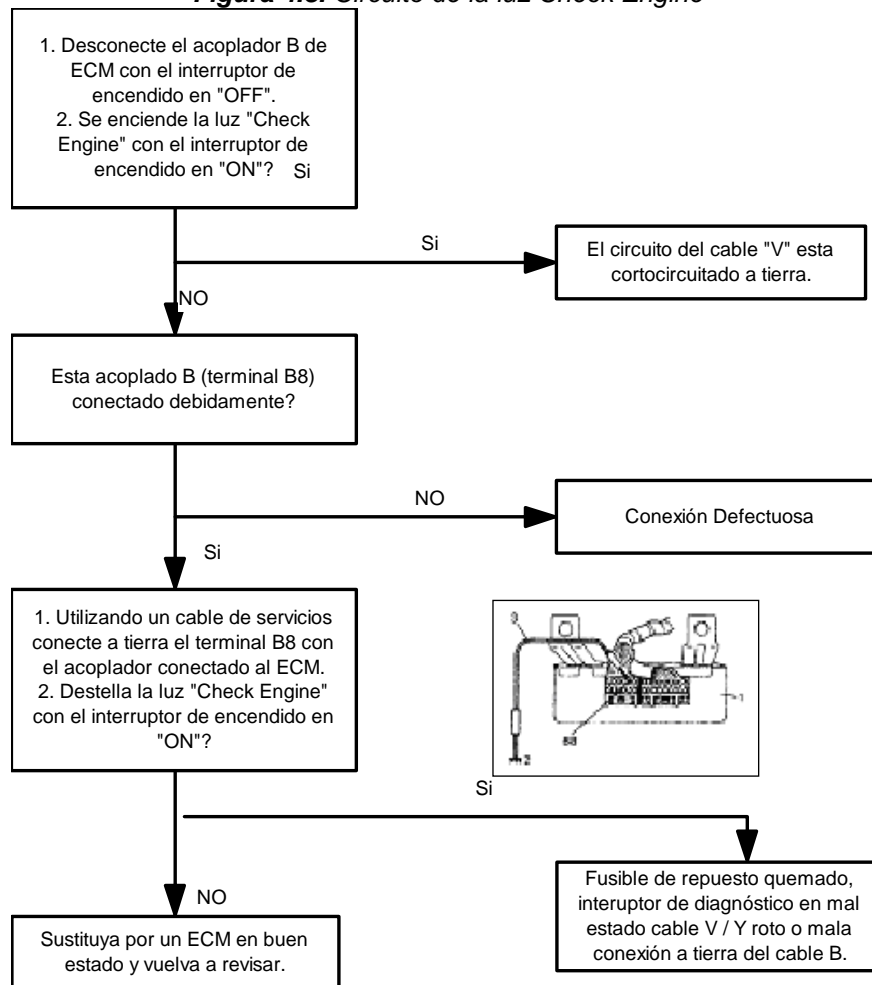 Figura 4.8. Circuito de la luz Check Engine
1. Desconecte el acoplador B de
ECM con el interruptor de
encendido en "OFF".
2. Se enciende la luz "Check
Engine" con el interruptor de
encendido en "ON"? Si
Si
El circuito del cable "V" esta
cortocircuitado a tierra.
NO
Esta acoplado B (terminal B8)
conectado debidamente?
NO
Conexión Defectuosa
Si
1. Utilizando un cable de servicios
conecte a tierra el terminal B8 con
el acoplador conectado al ECM.
2. Destella la luz "Check Engine"
con el interruptor de encendido en
"ON"?
1
2
Si
Fusible de repuesto quemado,
interuptor de diagnóstico en mal
estado cable V / Y roto o mala
conexión a tierra del cable B.
NO
Sustituya por un ECM en buen
estado y vuelva a revisar.